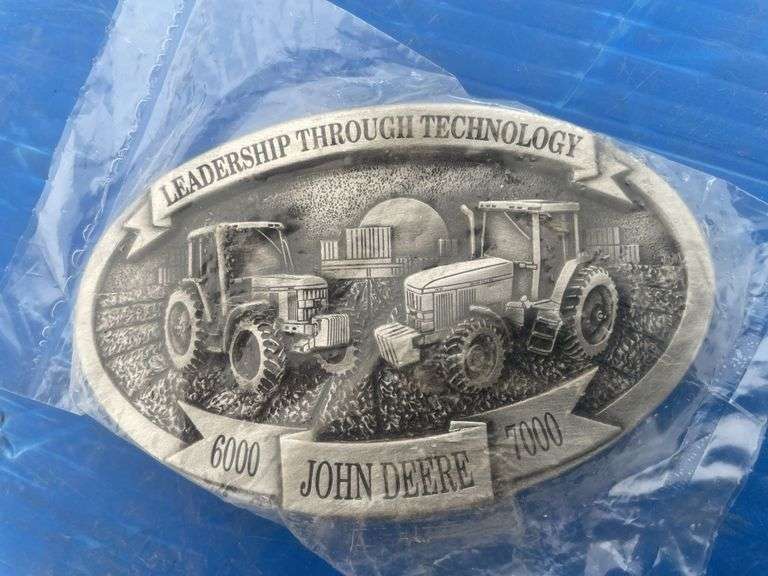 LEADERSHIP THROUGH TECHNOLOGY
6000
JOHN DEERE
7000